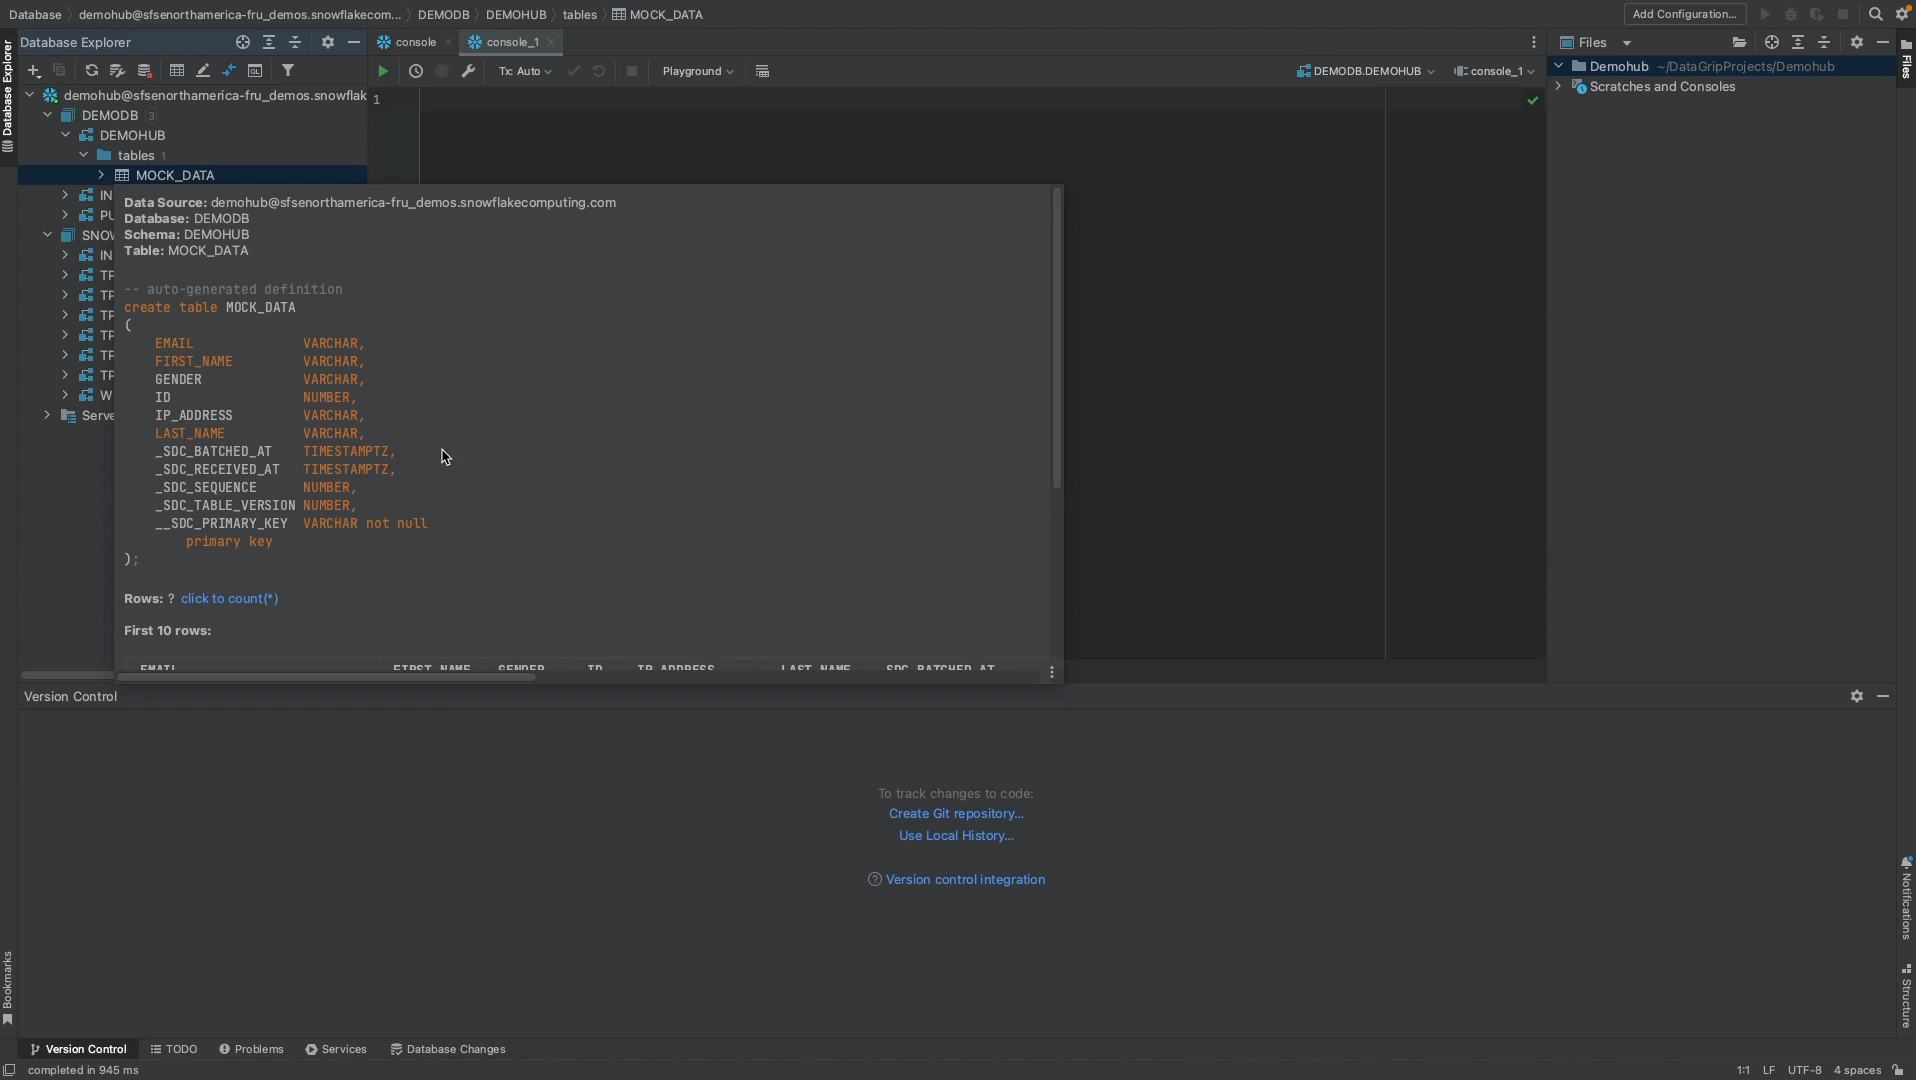 Database demohub@sfsenorthamerica-fru_demos.snowflakecom... DEMODB DEMOHUB tables MOCK_DATA
Add Configuration...
Database Explorer
console
console_1
Files
Tx: Auto
Playground
DEMODB.DEMOHUB
console_1
Demohub ~/DataGripProjects/Demohub
Scratches and Consoles
Database Explorer
Files
demohub@sfsenorthamerica-fru_demos.snowflak
DEMODB 3
DEMOHUB
tables 1
MOCK_DATA
IN
PU
SNOW
IN
TP
TP
TP
TP
TP
TP
W
Serve
1
Data Source: demohub@sfsenorthamerica-fru_demos.snowflakecomputing.com
Database: DEMODB
Schema: DEMOHUB
Table: MOCK_DATA
-- auto-generated definition
create table MOCK_DATA
(
EMAIL VARCHAR,
FIRST_NAME VARCHAR,
GENDER VARCHAR,
ID NUMBER,
IP_ADDRESS VARCHAR,
LAST_NAME VARCHAR,
_SDC_BATCHED_AT TIMESTAMPTZ,
_SDC_RECEIVED_AT TIMESTAMPTZ,
_SDC_SEQUENCE NUMBER,
_SDC_TABLE_VERSION NUMBER,
__SDC_PRIMARY_KEY VARCHAR not null
primary key
);
Rows: ? click to count(*)
First 10 rows:
EMAIL FIRST_NAME GENDER ID IP_ADDRESS LAST_NAME _SDC_BATCHED_AT
Version Control
To track changes to code:
Create Git repository...
Use Local History...
Version control integration
Notifications
Structure
Bookmarks
Version Control
TODO
Problems
Services
Database Changes
completed in 945 ms
1:1 LF UTF-8 4 spaces